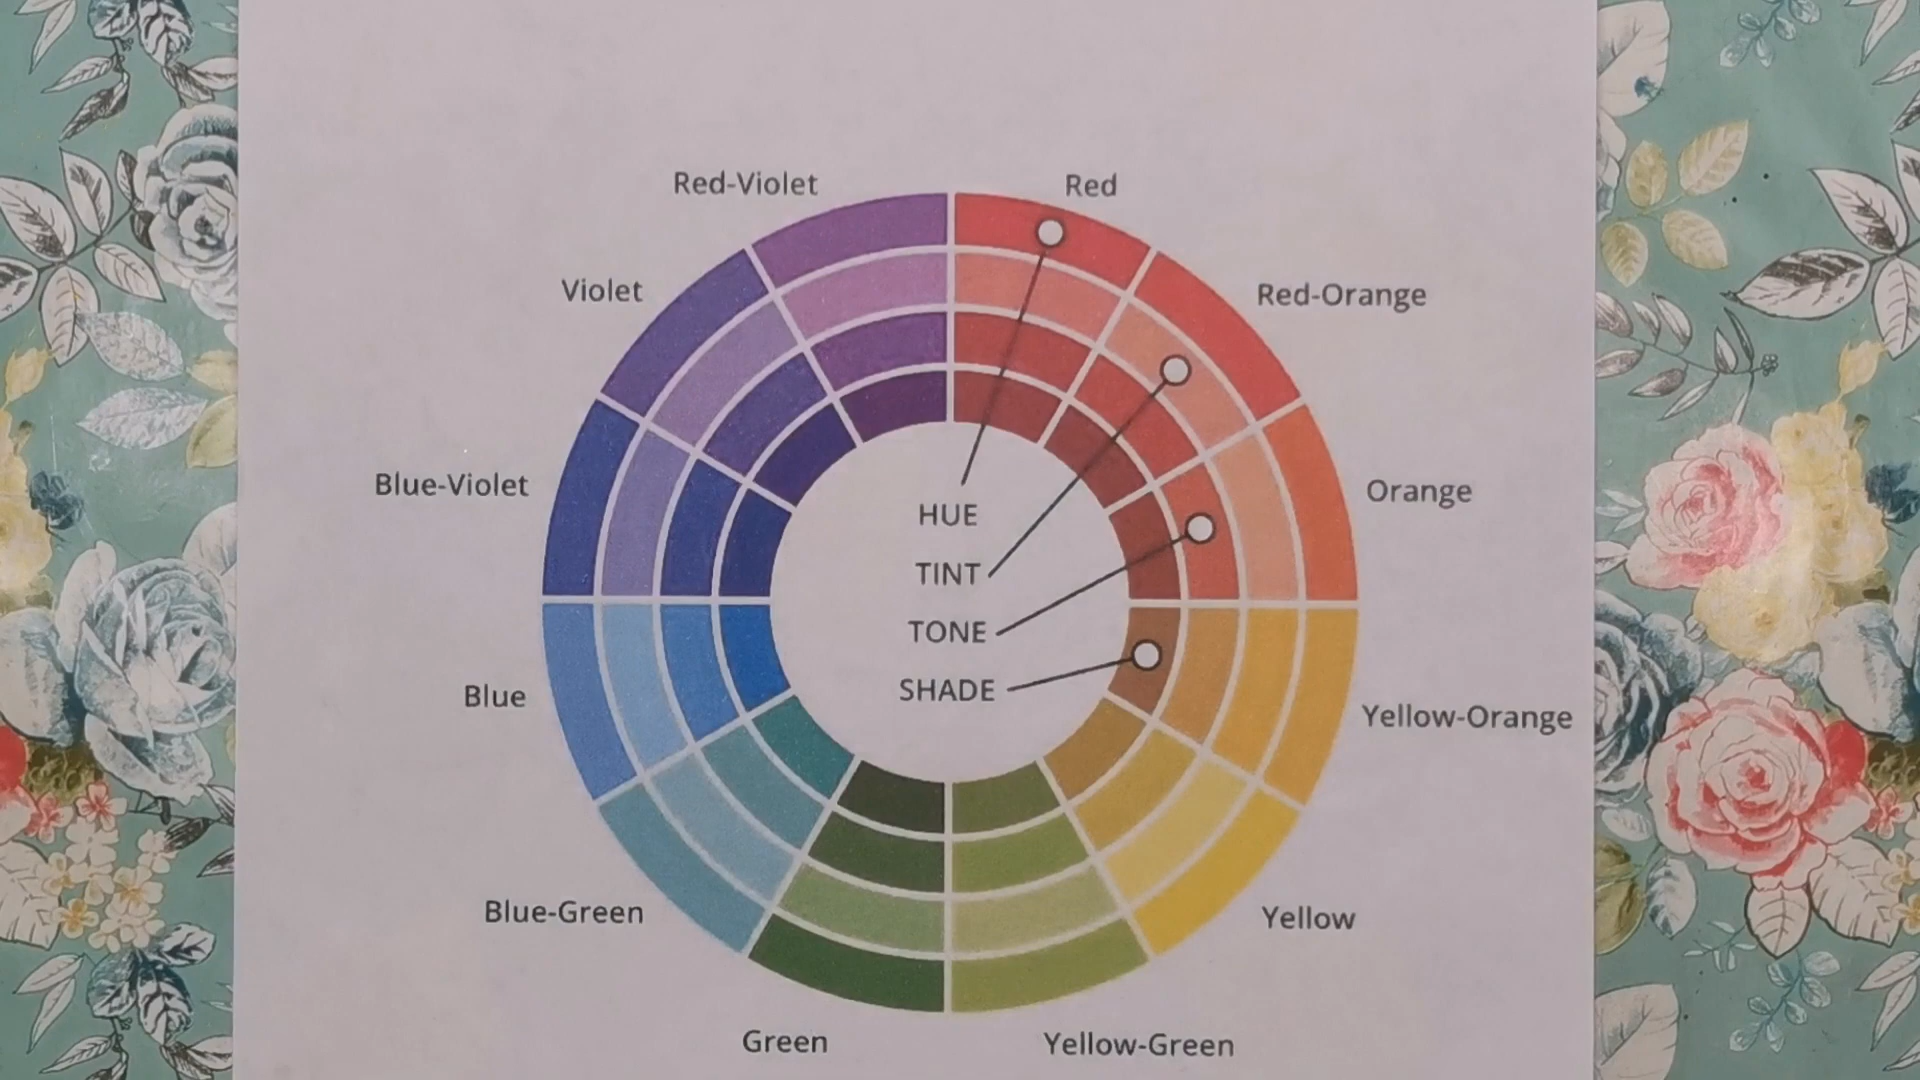 Red-Violet
Red
Violet
Red-Orange
Blue-Violet
Orange
HUE
TINT
TONE
SHADE
Blue
Yellow-Orange
Blue-Green
Yellow
Green
Yellow-Green